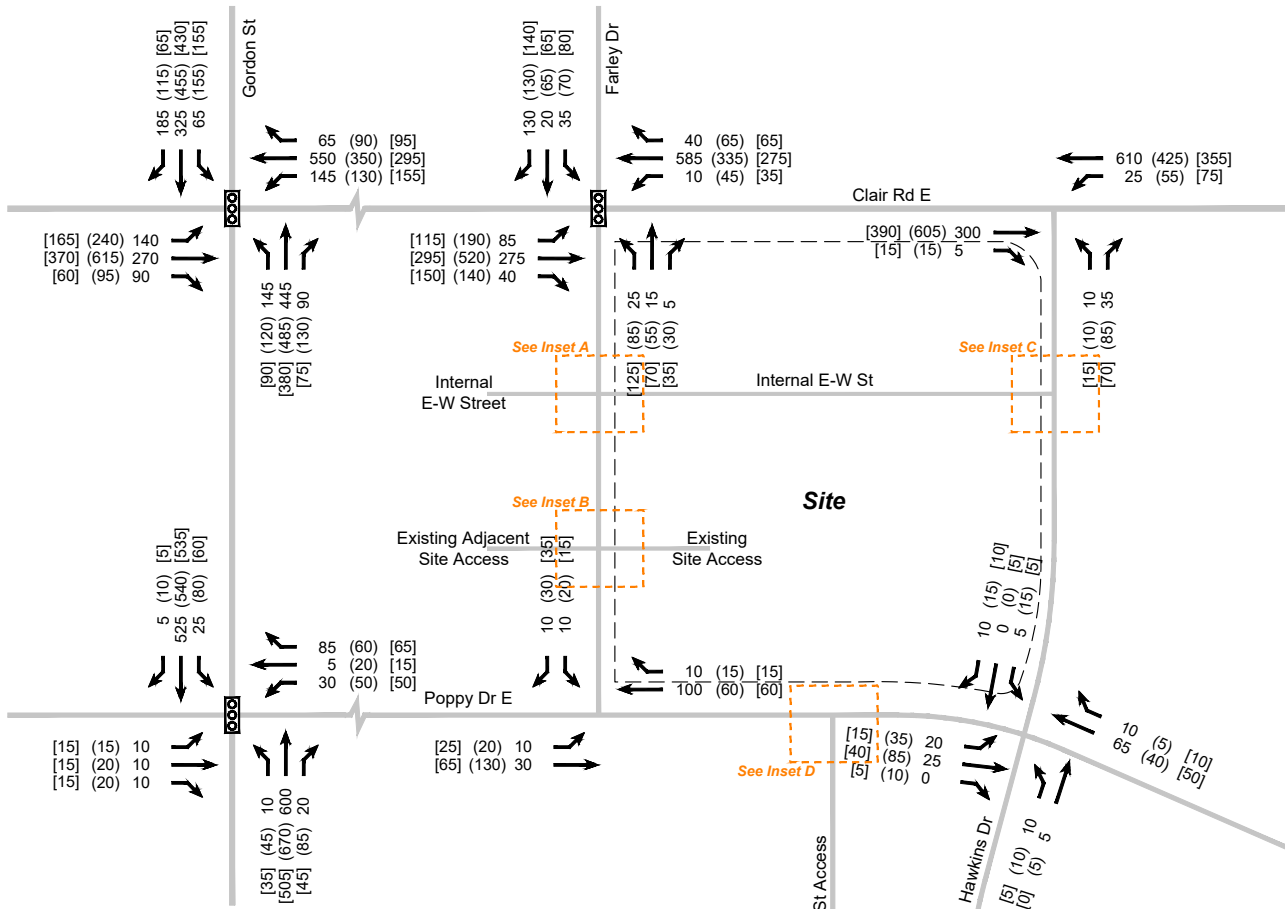 185 (115) [65]
325 (455) [430]
65 (155) [155]
Gordon St
130 (130) [140]
20 (65) [65]
35 (70) [80]
Farley Dr
65 (90) [95]
550 (350) [295]
145 (130) [155]
40 (65) [65]
585 (335) [275]
10 (45) [35]
610 (425) [355]
25 (55) [75]
Clair Rd E
[165] (240) 140
[370] (615) 270
[60] (95) 90
[115] (190) 85
[295] (520) 275
[150] (140) 40
[390] (605) 300
[15] (15) 5
[90] (120) 145
[380] (485) 445
[75] (130) 90
[125] (85) 25
[70] (55) 15
[35] (30) 5
[15] (10) 10
[70] (85) 35
See Inset A
See Inset C
Internal
E-W Street
Internal E-W St
Site
See Inset B
Existing Adjacent
Site Access
Existing
Site Access
5 (10) [5]
525 (540) [535]
25 (80) [60]
10 (30) [35]
10 (20) [15]
10 (15) [10]
0 (0) [5]
5 (15) [5]
85 (60) [65]
5 (20) [15]
30 (50) [50]
Poppy Dr E
10 (15) [15]
100 (60) [60]
10 (5) [10]
65 (40) [50]
[15] (15) 10
[15] (20) 10
[15] (20) 10
[25] (20) 10
[65] (130) 30
See Inset D
[15] (35) 20
[40] (85) 25
[5] (10) 0
[35] (45) 10
[505] (670) 600
[45] (85) 20
St Access
Hawkins Dr
[5] (10) 10
[0] (5) 5